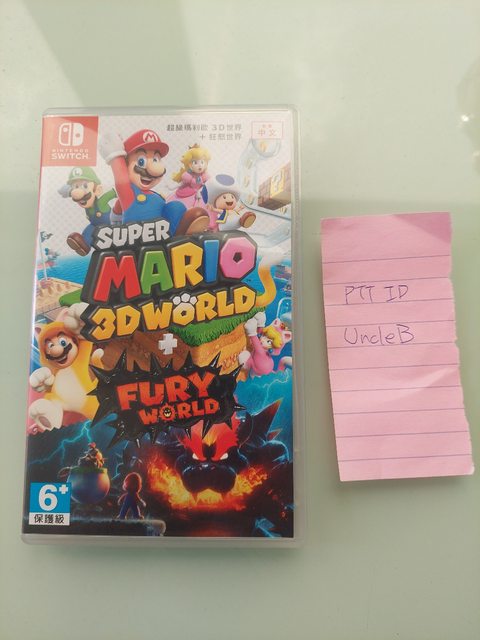 NINTENDO
SWITCH
超級瑪利歐 3D世界
+ 狂怒世界
中文
SUPER
MARIO
3D WORLD
+
FURY
WORLD
6+
保護級
PTT ID
UncleB